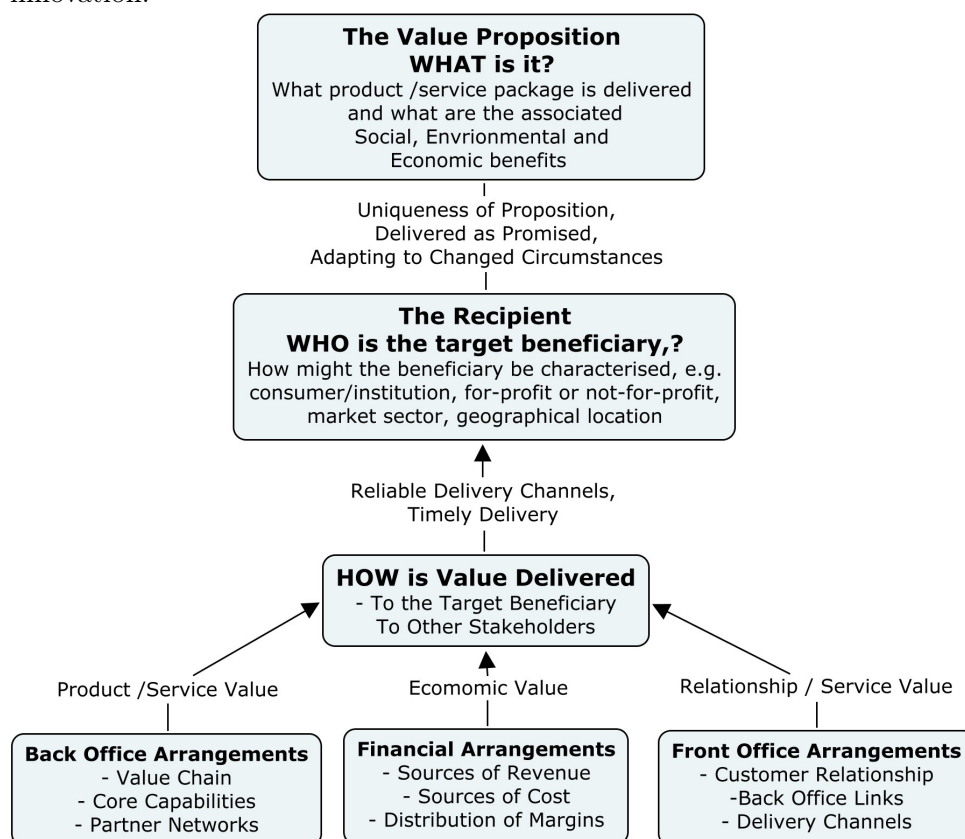 innovation.
The Value Proposition
WHAT is it?
What product /service package is delivered
and what are the associated
Social, Envrionmental and
Economic benefits
Uniqueness of Proposition,
Delivered as Promised,
Adapting to Changed Circumstances
The Recipient
WHO is the target beneficiary,?
How might the beneficiary be characterised, e.g.
consumer/institution, for-profit or not-for-profit,
market sector, geographical location
Reliable Delivery Channels,
Timely Delivery
HOW is Value Delivered
- To the Target Beneficiary
To Other Stakeholders
Product /Service Value
Ecomomic Value
Relationship / Service Value
Back Office Arrangements
- Value Chain
- Core Capabilities
- Partner Networks
Financial Arrangements
- Sources of Revenue
- Sources of Cost
- Distribution of Margins
Front Office Arrangements
- Customer Relationship
-Back Office Links
- Delivery Channels